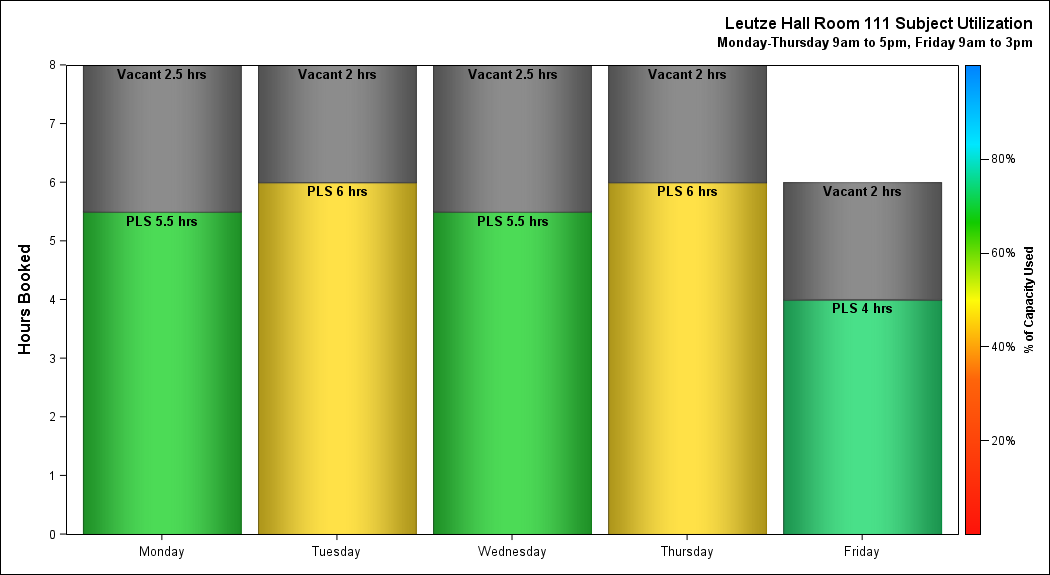 Leutze Hall Room 111 Subject Utilization
Monday-Thursday 9am to 5pm, Friday 9am to 3pm
Hours Booked
8
7
6
5
4
3
2
1
0
Vacant 2.5 hrs
PLS 5.5 hrs
Vacant 2 hrs
PLS 6 hrs
Vacant 2.5 hrs
PLS 5.5 hrs
Vacant 2 hrs
PLS 6 hrs
Vacant 2 hrs
PLS 4 hrs
Monday
Tuesday
Wednesday
Thursday
Friday
80%
60%
40%
20%
% of Capacity Used